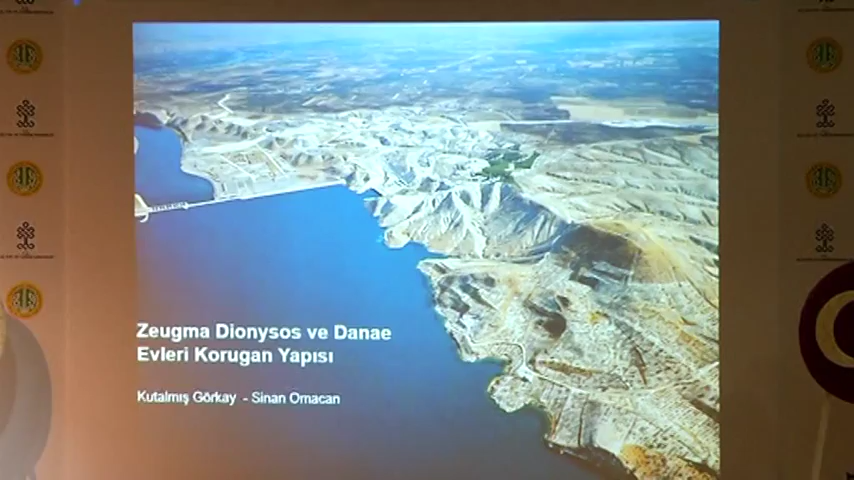 Zeugma Dionysos ve Danae
Evleri Korugan Yapısı
Kutalmış Görkay - Sinan Omacan